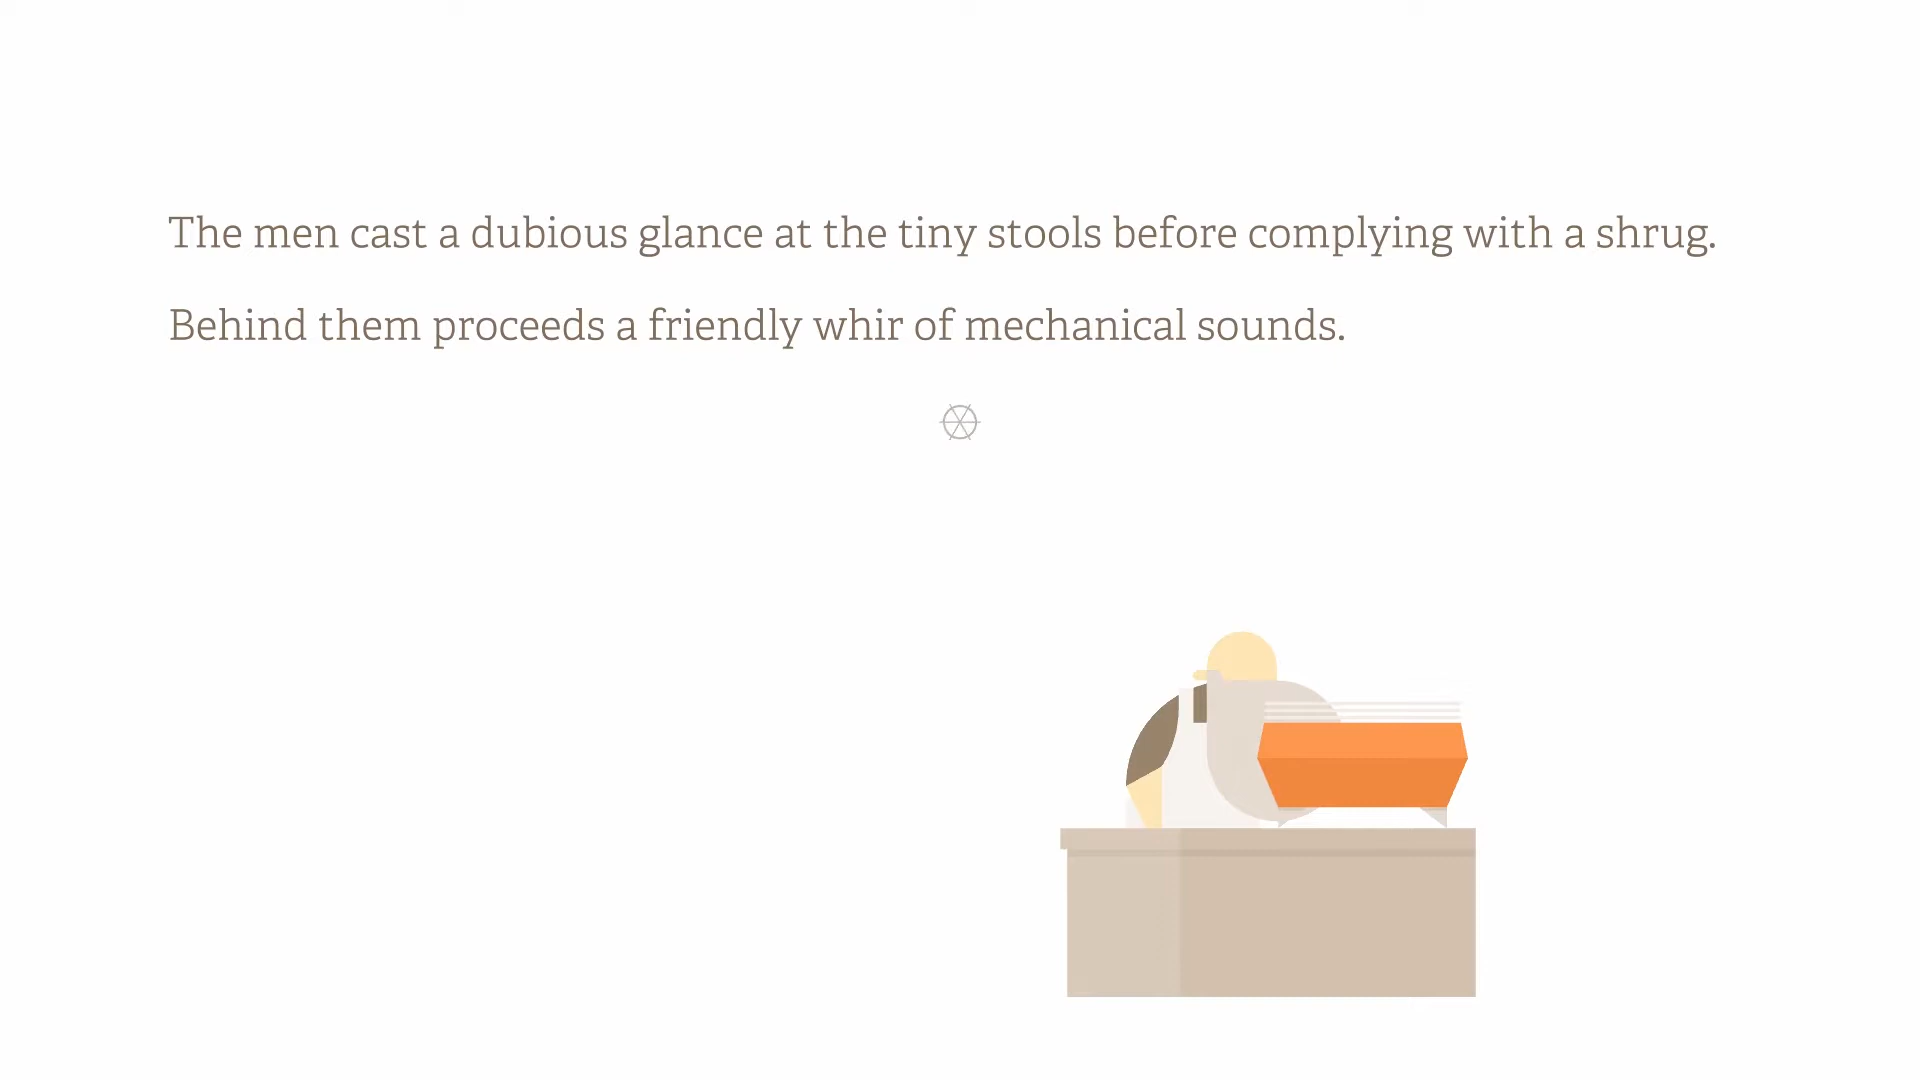 The men cast a dubious glance at the tiny stools before complying with a shrug.
Behind them proceeds a friendly whir of mechanical sounds.